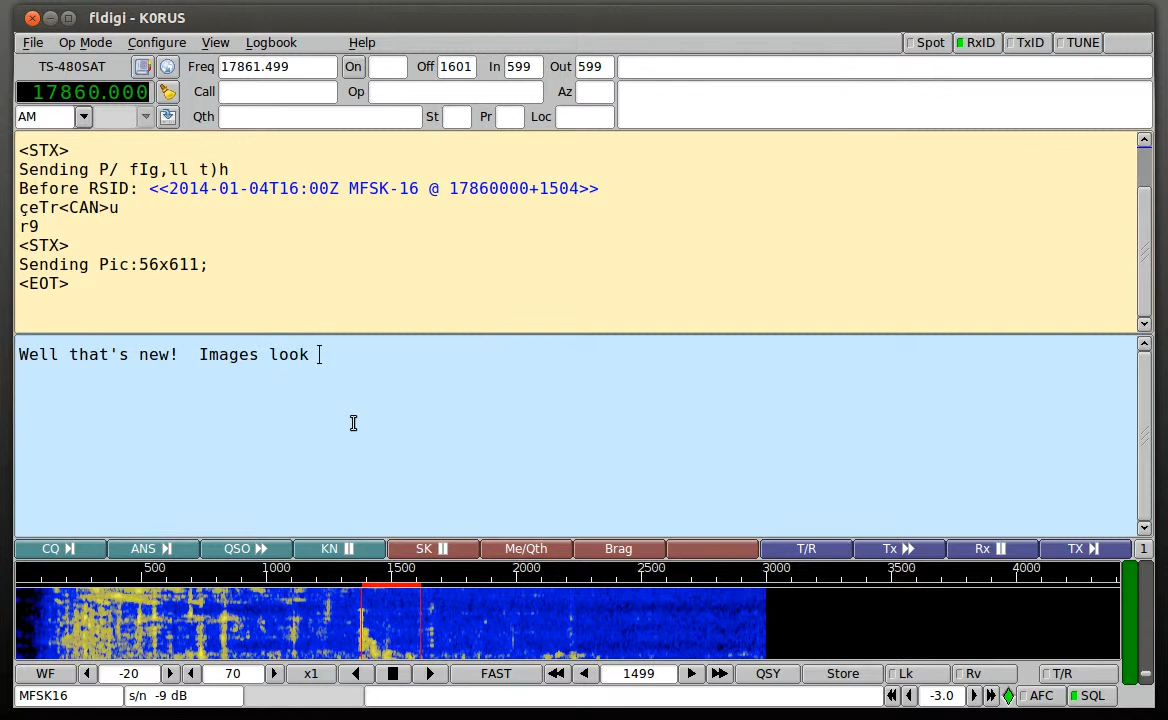 fldigi - K0RUS
File Op Mode Configure View Logbook Help Spot RxID TxID TUNE
TS-480SAT Freq 17861.499 On Off 1601 In 599 Out 599
17860.000 Call Op Az
AM Qth St Pr Loc
<STX>
Sending P/ fIg,ll t)h
Before RSID: <<2014-01-04T16:00Z MFSK-16 @ 17860000+1504>>
çeTr<CAN>u
r9
<STX>
Sending Pic:56x611;
<EOT>
Well that's new!  Images look
CQ ANS QSO KN SK Me/Qth Brag T/R Tx Rx TX 1
500 1000 1500 2000 2500 3000 3500 4000
WF -20 70 x1 FAST 1499 QSY Store Lk Rv T/R
MFSK16 s/n -9 dB -3.0 AFC SQL